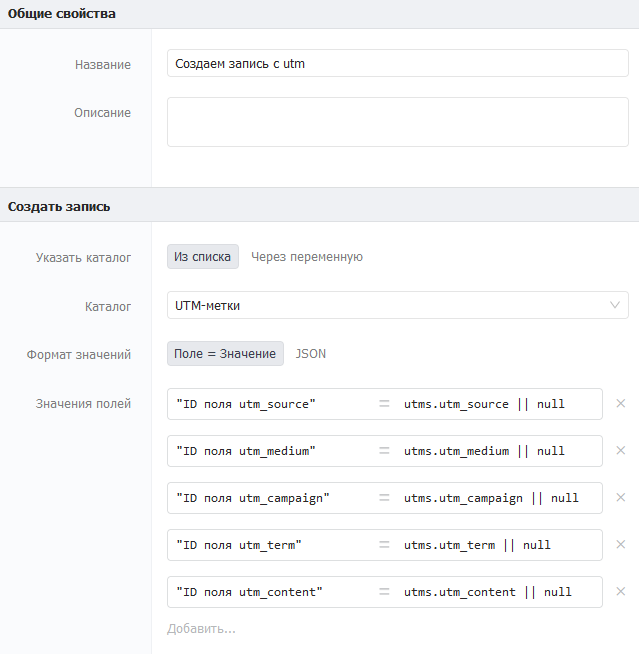 Общие свойства
Название Создаем запись с utm
Описание
Создать запись
Указать каталог Из списка Через переменную
Каталог UTM-метки
Формат значений Поле = Значение JSON
Значения полей "ID поля utm_source" = utms.utm_source || null
"ID поля utm_medium" = utms.utm_medium || null
"ID поля utm_campaign" = utms.utm_campaign || null
"ID поля utm_term" = utms.utm_term || null
"ID поля utm_content" = utms.utm_content || null
Добавить...